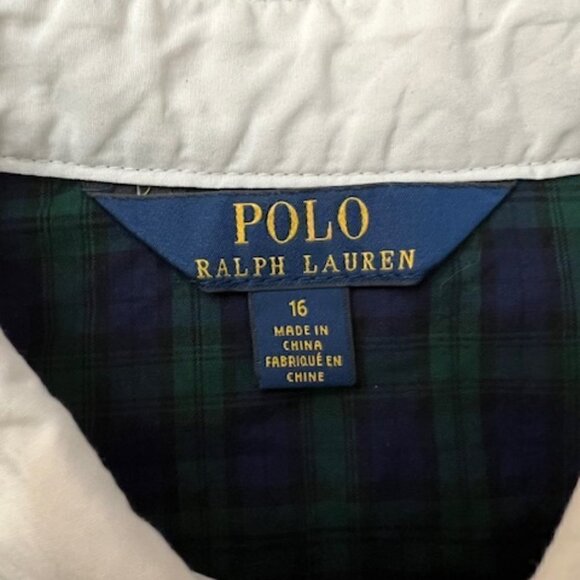 POLO
RALPH LAUREN
16
MADE IN
CHINA
FABRIQUÉ EN
CHINE